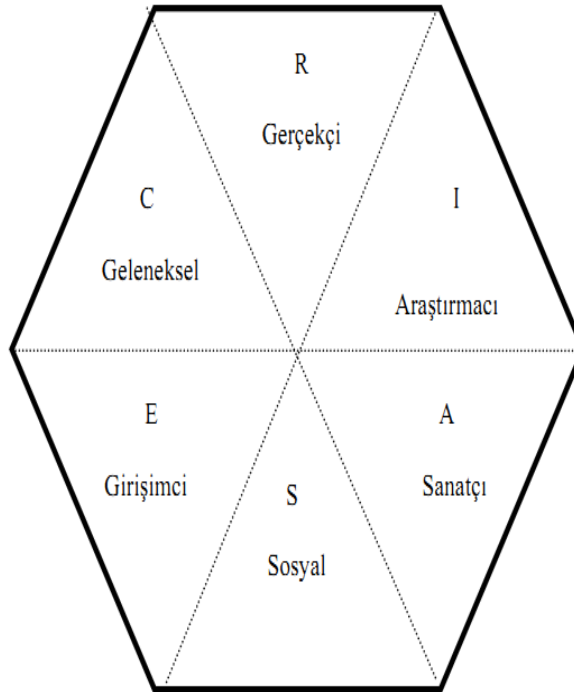 R
Gerçekçi
C
Geleneksel
I
Araştırmacı
E
Girişimci
S
Sosyal
A
Sanatçı